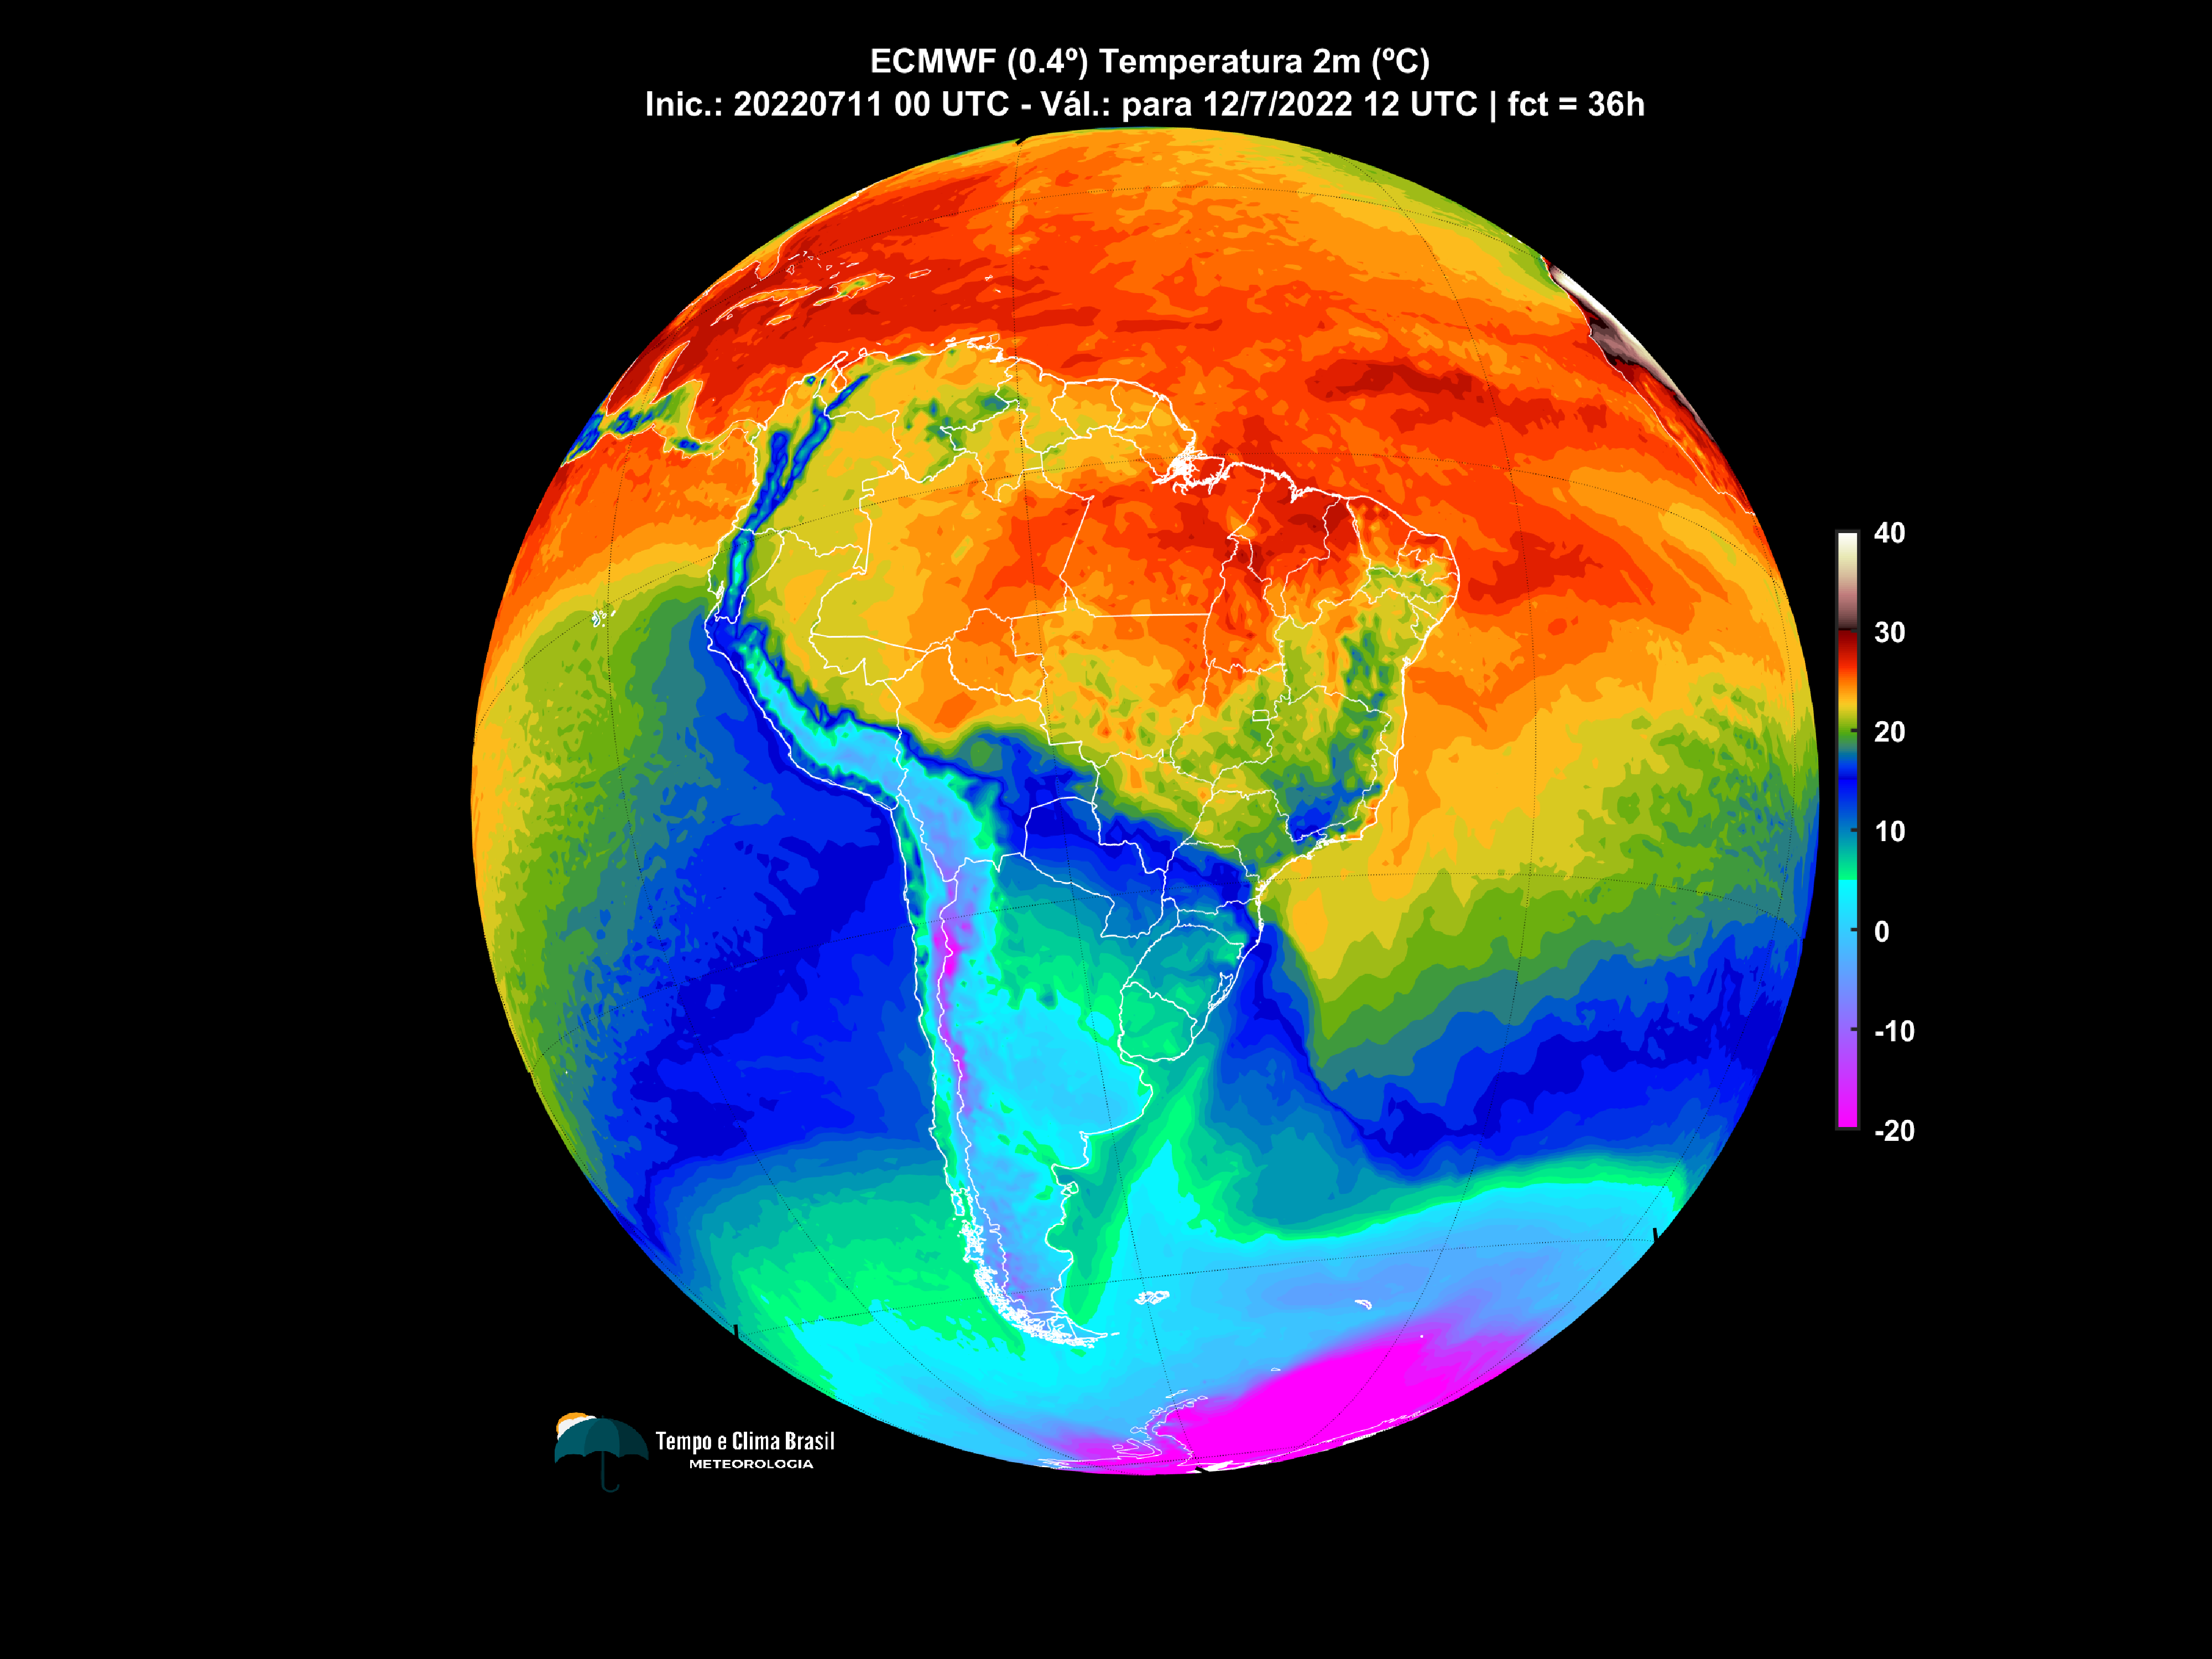 ECMWF (0.4º) Temperatura 2m (ºC)
Inic.: 20220711 00 UTC - Vál.: para 12/7/2022 12 UTC | fct = 36h
40
30
20
10
0
-10
-20
Tempo e Clima Brasil
METEOROLOGIA